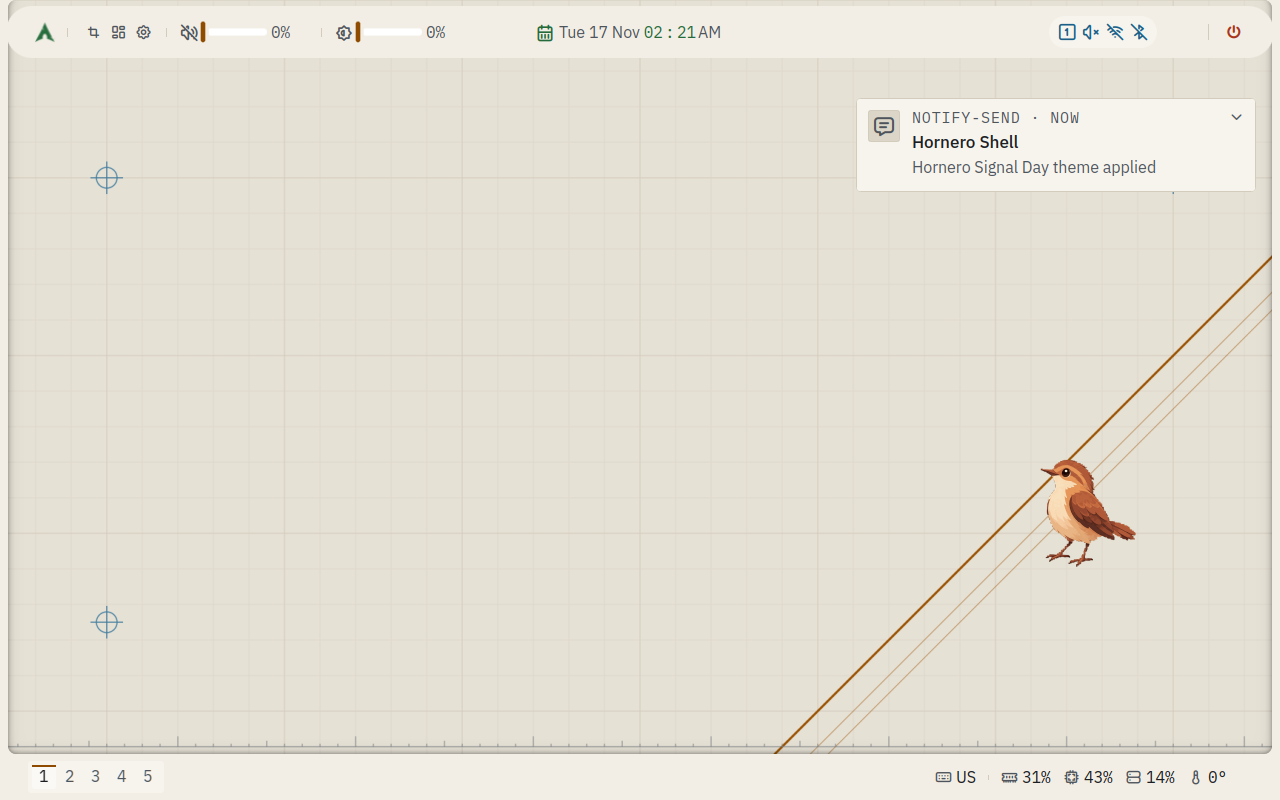 0%
0%
Tue 17 Nov 02 : 21 AM
1
NOTIFY-SEND · NOW
Hornero Shell
Hornero Signal Day theme applied
1 2 3 4 5
US 31% 43% 14% 0°